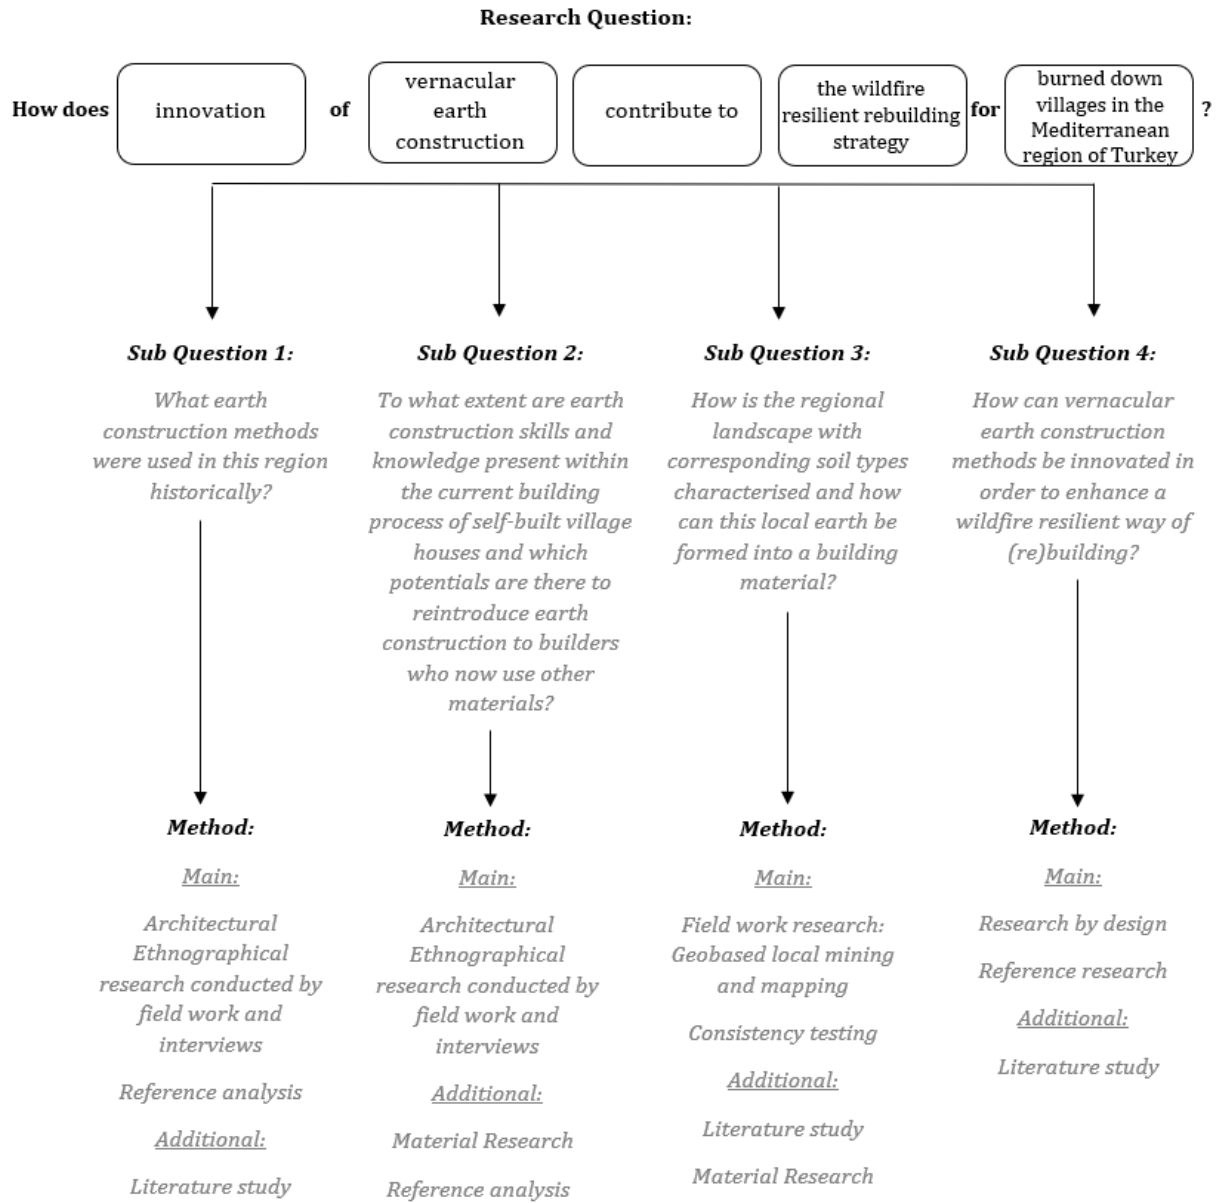 Research Question:
How does
innovation
of
vernacular
earth
construction
contribute to
the wildfire
resilient rebuilding
strategy
for
burned down
villages in the
Mediterranean
region of Turkey
?
Sub Question 1:
What earth
construction methods
were used in this region
historically?
Method:
Main:
Architectural
Ethnographical
research conducted by
field work and
interviews
Reference analysis
Additional:
Literature study
Sub Question 2:
To what extent are earth
construction skills and
knowledge present within
the current building
process of self-built village
houses and which
potentials are there to
reintroduce earth
construction to builders
who now use other
materials?
Method:
Main:
Architectural
Ethnographical
research conducted by
field work and
interviews
Additional:
Material Research
Reference analysis
Sub Question 3:
How is the regional
landscape with
corresponding soil types
characterised and how
can this local earth be
formed into a building
material?
Method:
Main:
Field work research:
Geobased local mining
and mapping
Consistency testing
Additional:
Literature study
Material Research
Sub Question 4:
How can vernacular
earth construction
methods be innovated in
order to enhance a
wildfire resilient way of
(re)building?
Method:
Main:
Research by design
Reference research
Additional:
Literature study